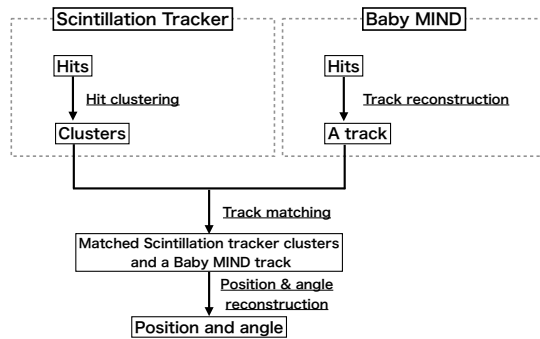 Scintillation Tracker
Hits
Hit clustering
Clusters
Baby MIND
Hits
Track reconstruction
A track
Track matching
Matched Scintillation tracker clusters
and a Baby MIND track
Position & angle
reconstruction
Position and angle